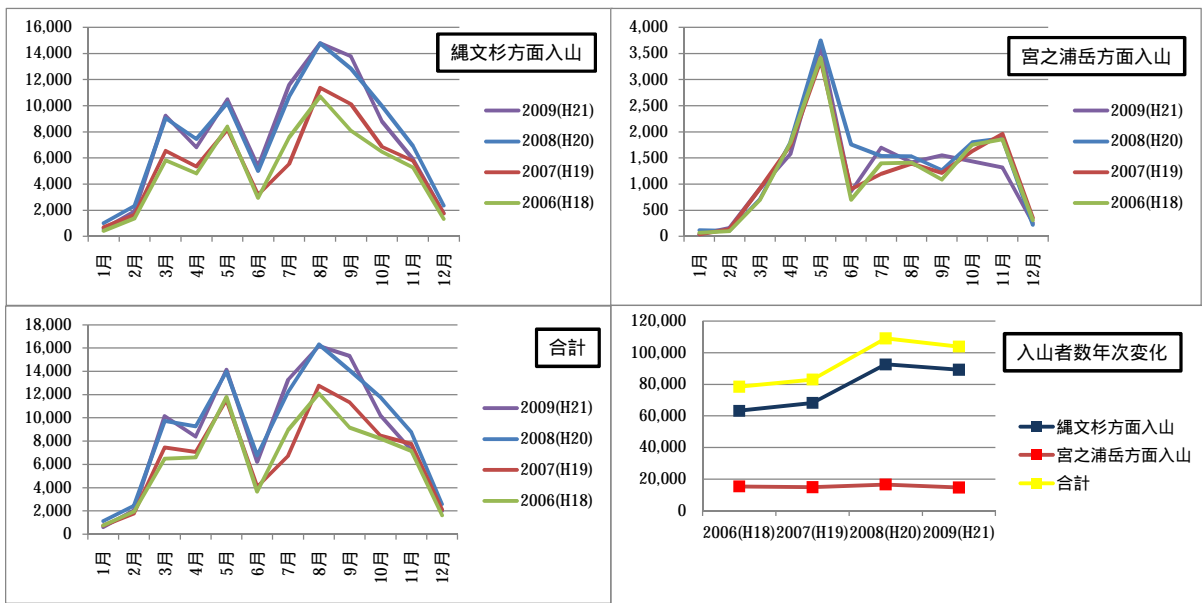 縄文杉方面入山
16,000
14,000
12,000
10,000
8,000
6,000
4,000
2,000
0
1月 2月 3月 4月 5月 6月 7月 8月 9月 10月 11月 12月
2009(H21)
2008(H20)
2007(H19)
2006(H18)
宮之浦岳方面入山
4,000
3,500
3,000
2,500
2,000
1,500
1,000
500
0
1月 2月 3月 4月 5月 6月 7月 8月 9月 10月 11月 12月
2009(H21)
2008(H20)
2007(H19)
2006(H18)
合計
18,000
16,000
14,000
12,000
10,000
8,000
6,000
4,000
2,000
0
1月 2月 3月 4月 5月 6月 7月 8月 9月 10月 11月 12月
2009(H21)
2008(H20)
2007(H19)
2006(H18)
入山者数年次変化
120,000
100,000
80,000
60,000
40,000
20,000
0
2006(H18) 2007(H19) 2008(H20) 2009(H21)
縄文杉方面入山
宮之浦岳方面入山
合計